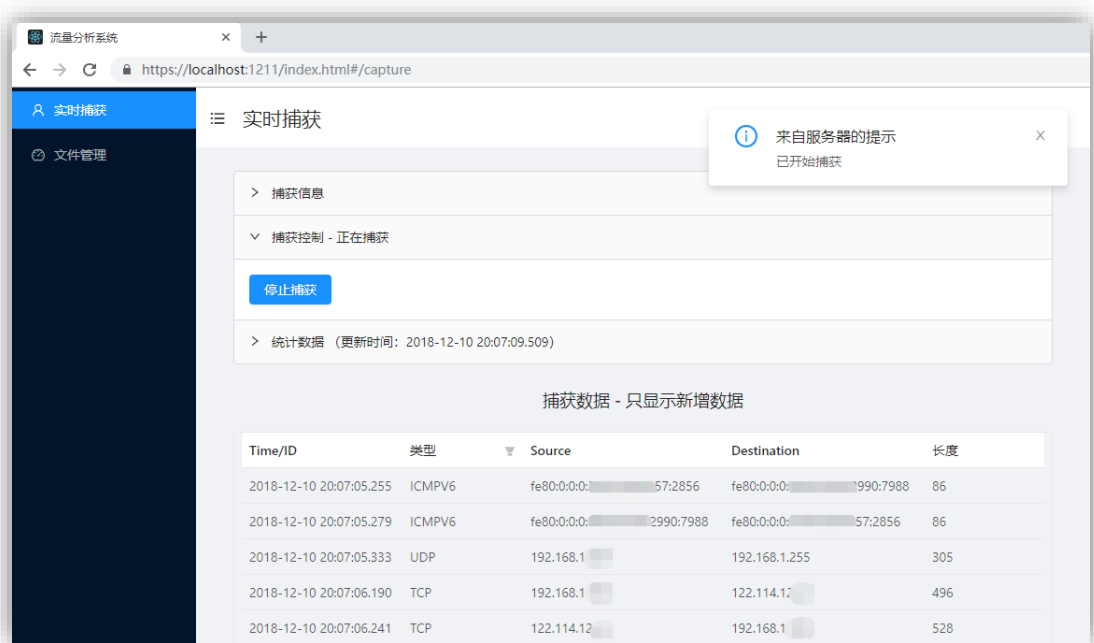 流量分析系统
https://localhost:1211/index.html#/capture
实时捕获
文件管理
实时捕获
来自服务器的提示
已开始捕获
捕获信息
捕获控制 - 正在捕获
停止捕获
统计数据 （更新时间：2018-12-10 20:07:09.509）
捕获数据 - 只显示新增数据
Time/ID 类型 Source Destination 长度
2018-12-10 20:07:05.255 ICMPV6 fe80:0:0:0: 57:2856 fe80:0:0:0: 990:7988 86
2018-12-10 20:07:05.279 ICMPV6 fe80:0:0:0: 2990:7988 fe80:0:0:0: 57:2856 86
2018-12-10 20:07:05.333 UDP 192.168.1 192.168.1.255 305
2018-12-10 20:07:06.190 TCP 192.168.1 122.114.12 496
2018-12-10 20:07:06.241 TCP 122.114.12 192.168.1 528